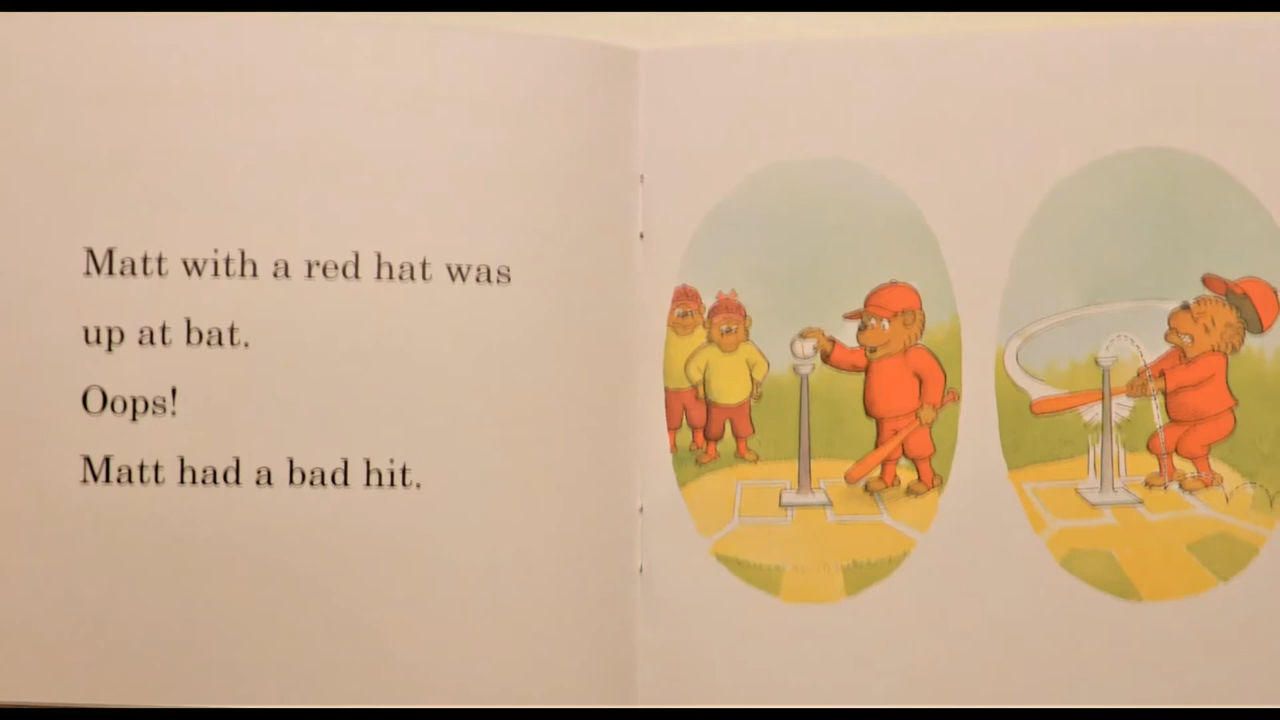 Matt with a red hat was
up at bat.
Oops!
Matt had a bad hit.